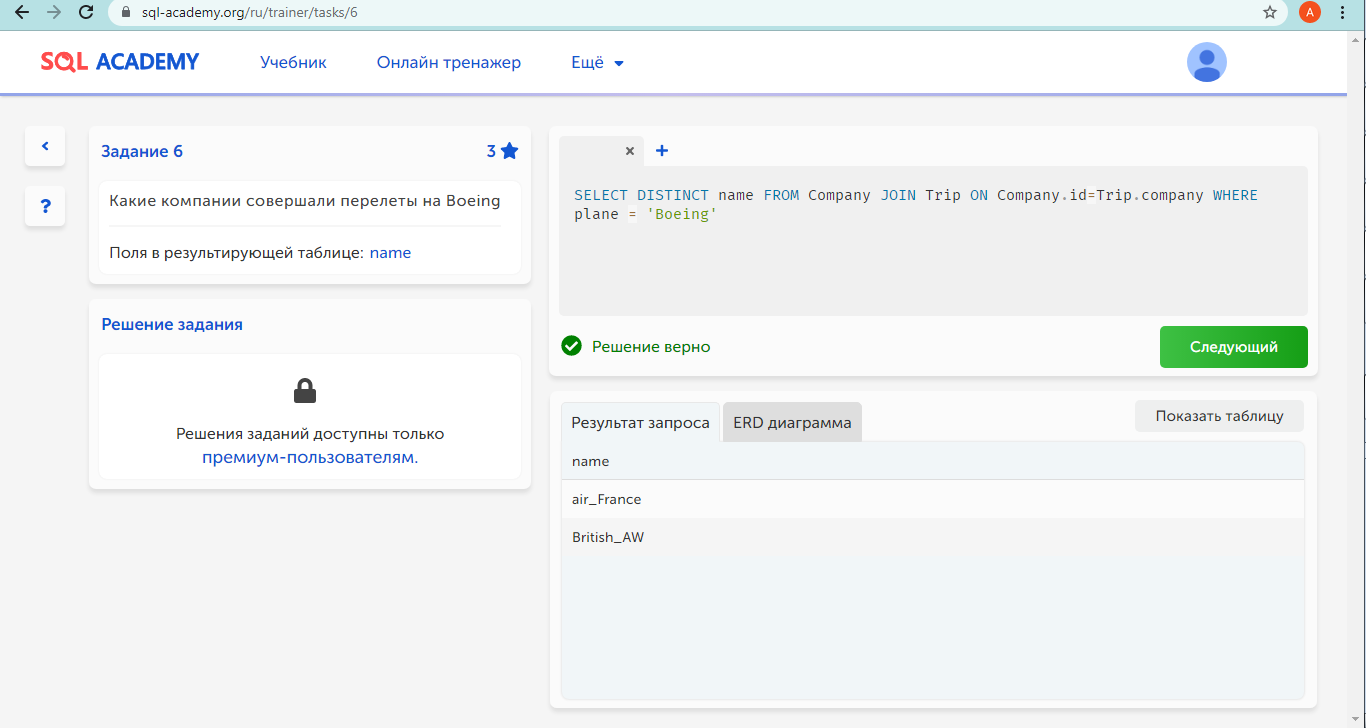 sql-academy.org/ru/trainer/tasks/6
A
SQL ACADEMY
Учебник
Онлайн тренажер
Ещё
Задание 6
3
?
Какие компании совершали перелеты на Boeing
Поля в результирующей таблице: name
Решение задания
Решения заданий доступны только
премиум-пользователям.
SELECT DISTINCT name FROM Company JOIN Trip ON Company.id=Trip.company WHERE
plane = 'Boeing'
Решение верно
Следующий
Результат запроса
ERD диаграмма
Показать таблицу
name
air_France
British_AW